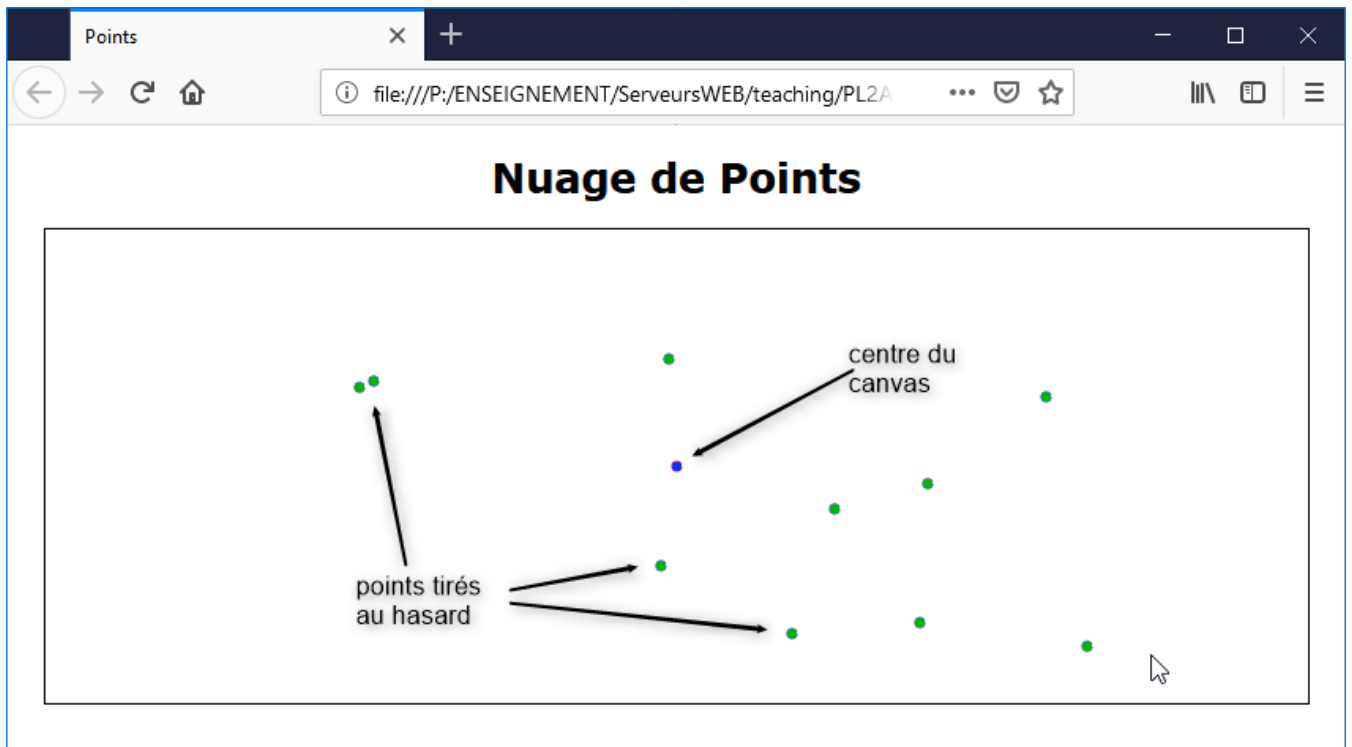 Points
file:///P:/ENSEIGNEMENT/ServeursWEB/teaching/PL2A
Nuage de Points
centre du
canvas
points tirés
au hasard